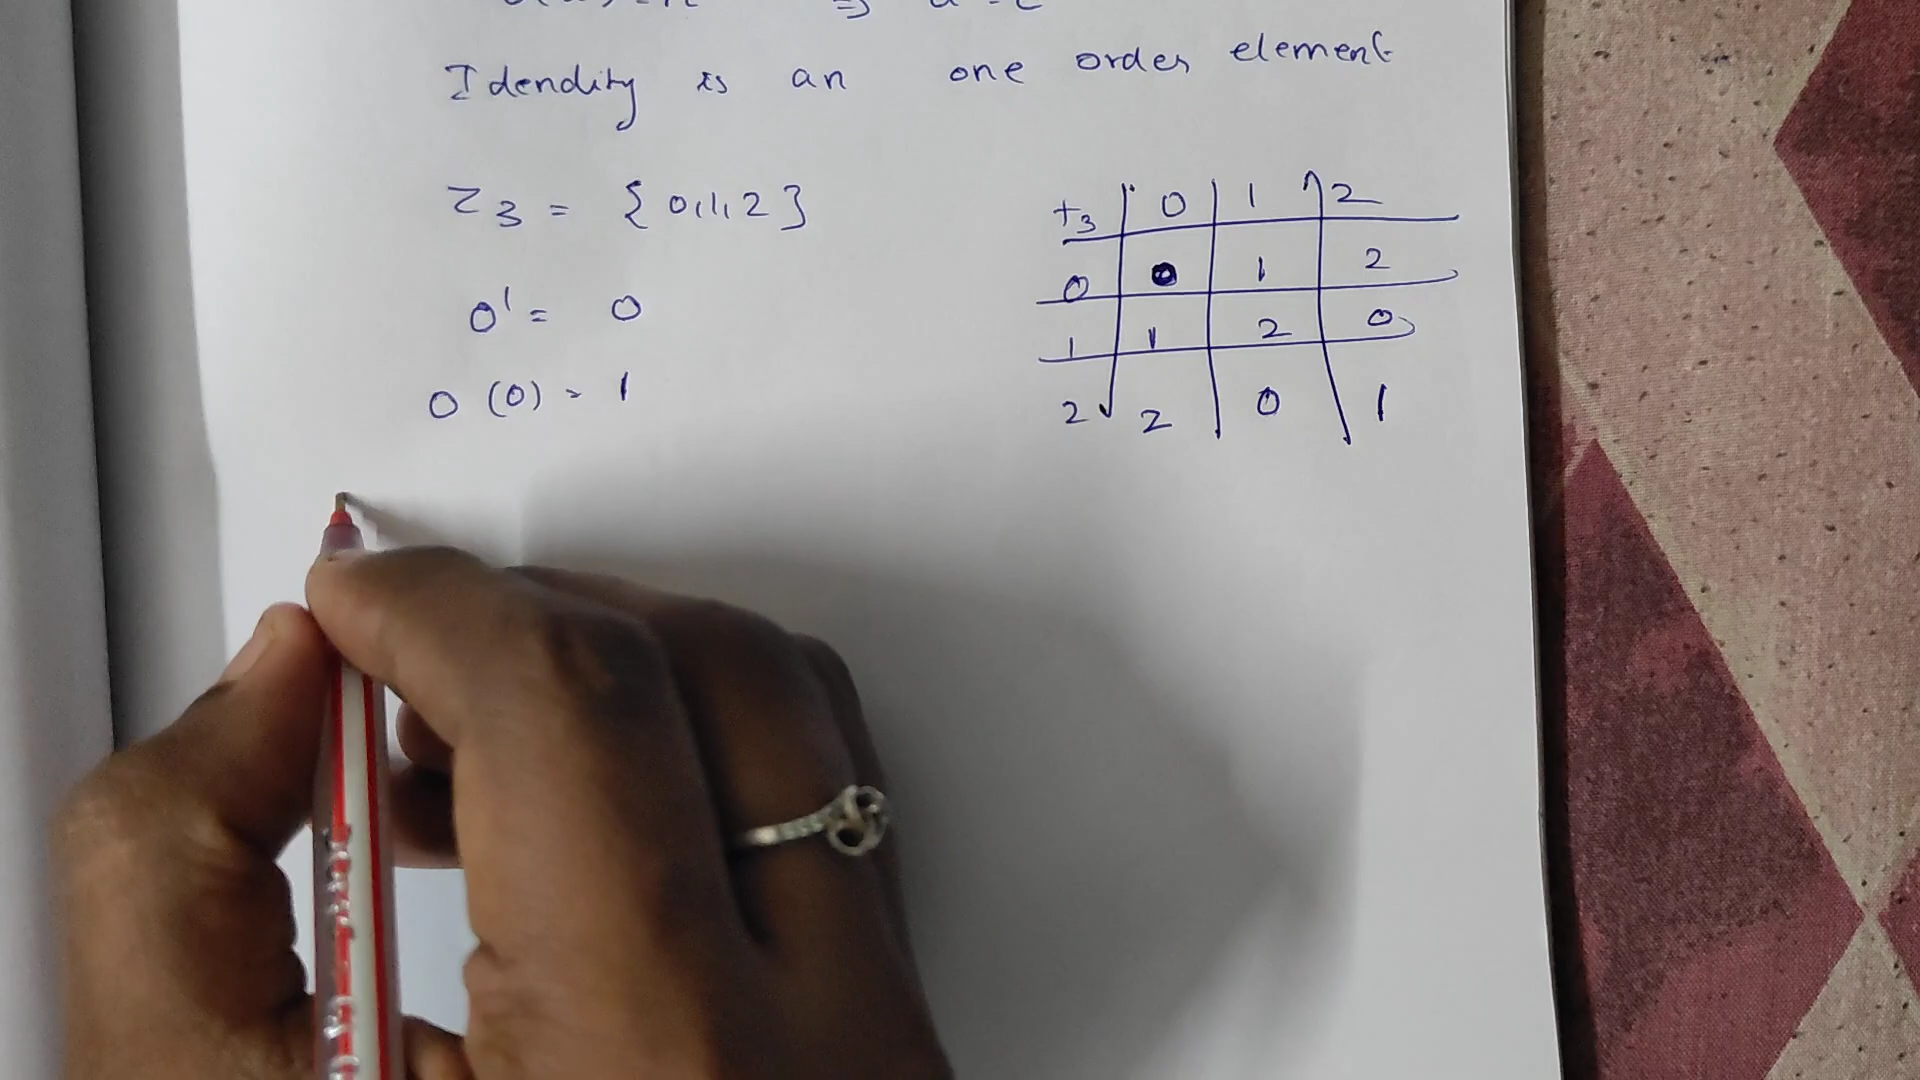 Idendity is an one order element
Z3 = {0,1,2}
0' = 0
0 (0) = 1
+3 0 1 2
0 0 1 2
1 1 2 0
2 2 0 1